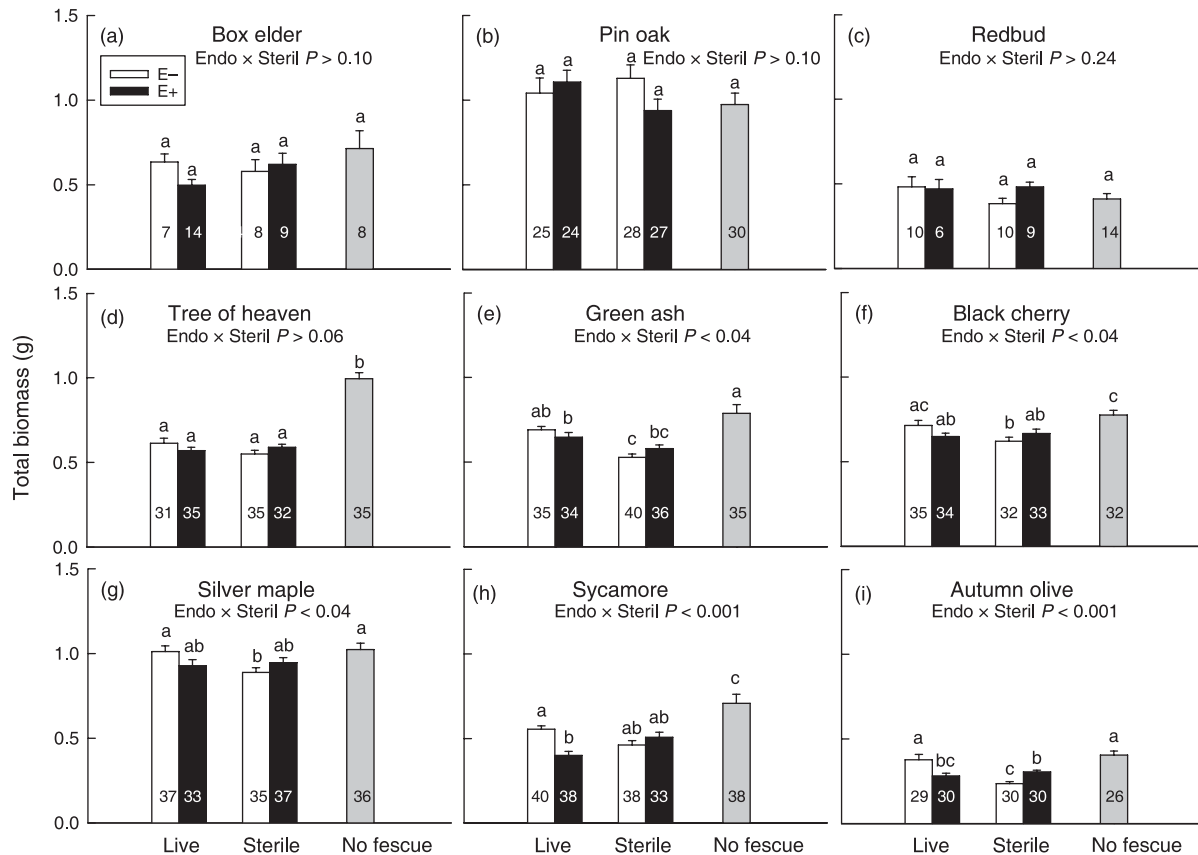 1.5
1.0
0.5
0.0
(a)
Box elder
Endo × Steril P > 0.10
E−
E+
a
a
a
a
a
7
14
8
9
8
(b)
Pin oak
Endo × Steril P > 0.10
a
a
a
a
a
25
24
28
27
30
(c)
Redbud
Endo × Steril P > 0.24
a
a
a
a
a
10
6
10
9
14
Total biomass (g)
1.5
1.0
0.5
0.0
(d)
Tree of heaven
Endo × Steril P > 0.06
a
a
a
a
b
31
35
35
32
35
(e)
Green ash
Endo × Steril P < 0.04
ab
b
c
bc
a
35
34
40
36
35
(f)
Black cherry
Endo × Steril P < 0.04
ac
ab
b
ab
c
35
34
32
33
32
1.5
1.0
0.5
0.0
(g)
Silver maple
Endo × Steril P < 0.04
a
ab
b
ab
a
37
33
35
37
36
Live
Sterile
No fescue
(h)
Sycamore
Endo × Steril P < 0.001
a
b
ab
ab
c
40
38
38
33
38
Live
Sterile
No fescue
(i)
Autumn olive
Endo × Steril P < 0.001
a
bc
c
b
a
29
30
30
30
26
Live
Sterile
No fescue